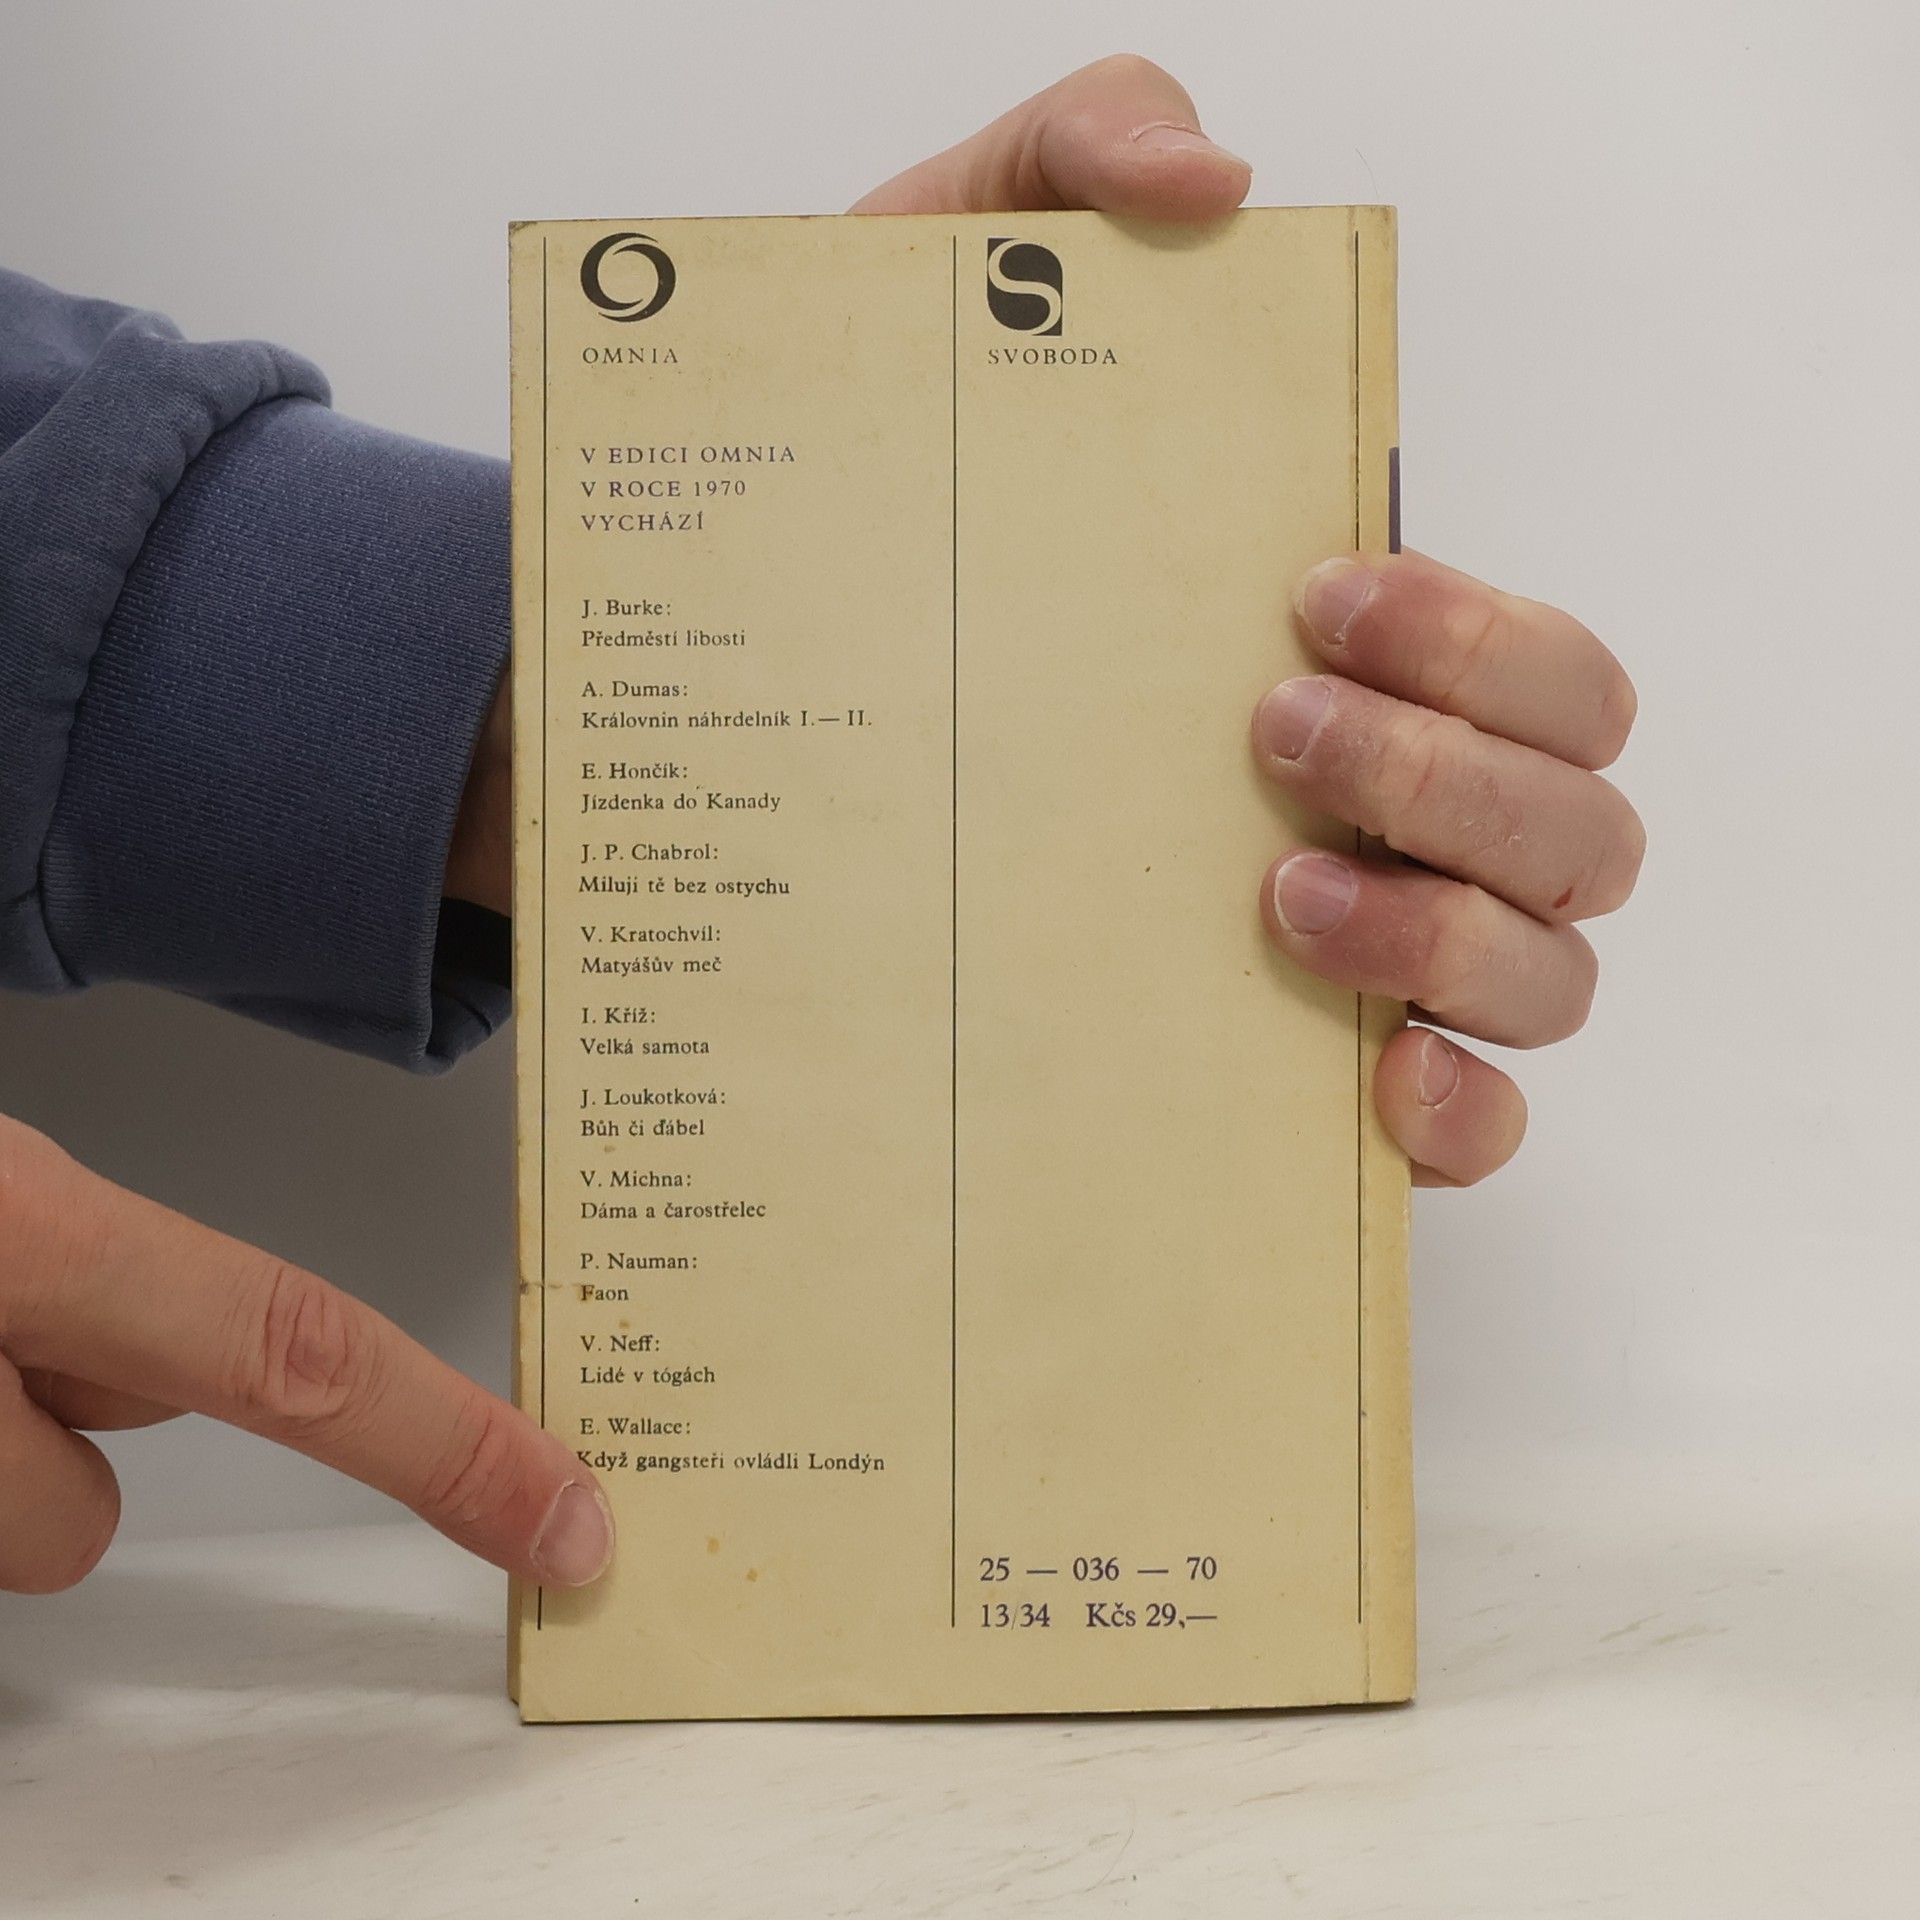 OMNIA
V EDICI OMNIA
V ROCE 1970
VYCHÁZÍ
J. Burke:
Předměstí libosti
A. Dumas:
Královnin náhrdelník I.— II.
E. Hončík:
Jízdenka do Kanady
J. P. Chabrol:
Miluji tě bez ostychu
V. Kratochvíl:
Matyášův meč
I. Kříž:
Velká samota
J. Loukotková:
Bůh či ďábel
V. Michna:
Dáma a čarostřelec
P. Nauman:
Faon
V. Neff:
Lidé v tógách
E. Wallace:
Když gangsteři ovládli Londýn
SVOBODA
25 — 036 — 70
13/34 Kčs 29,—